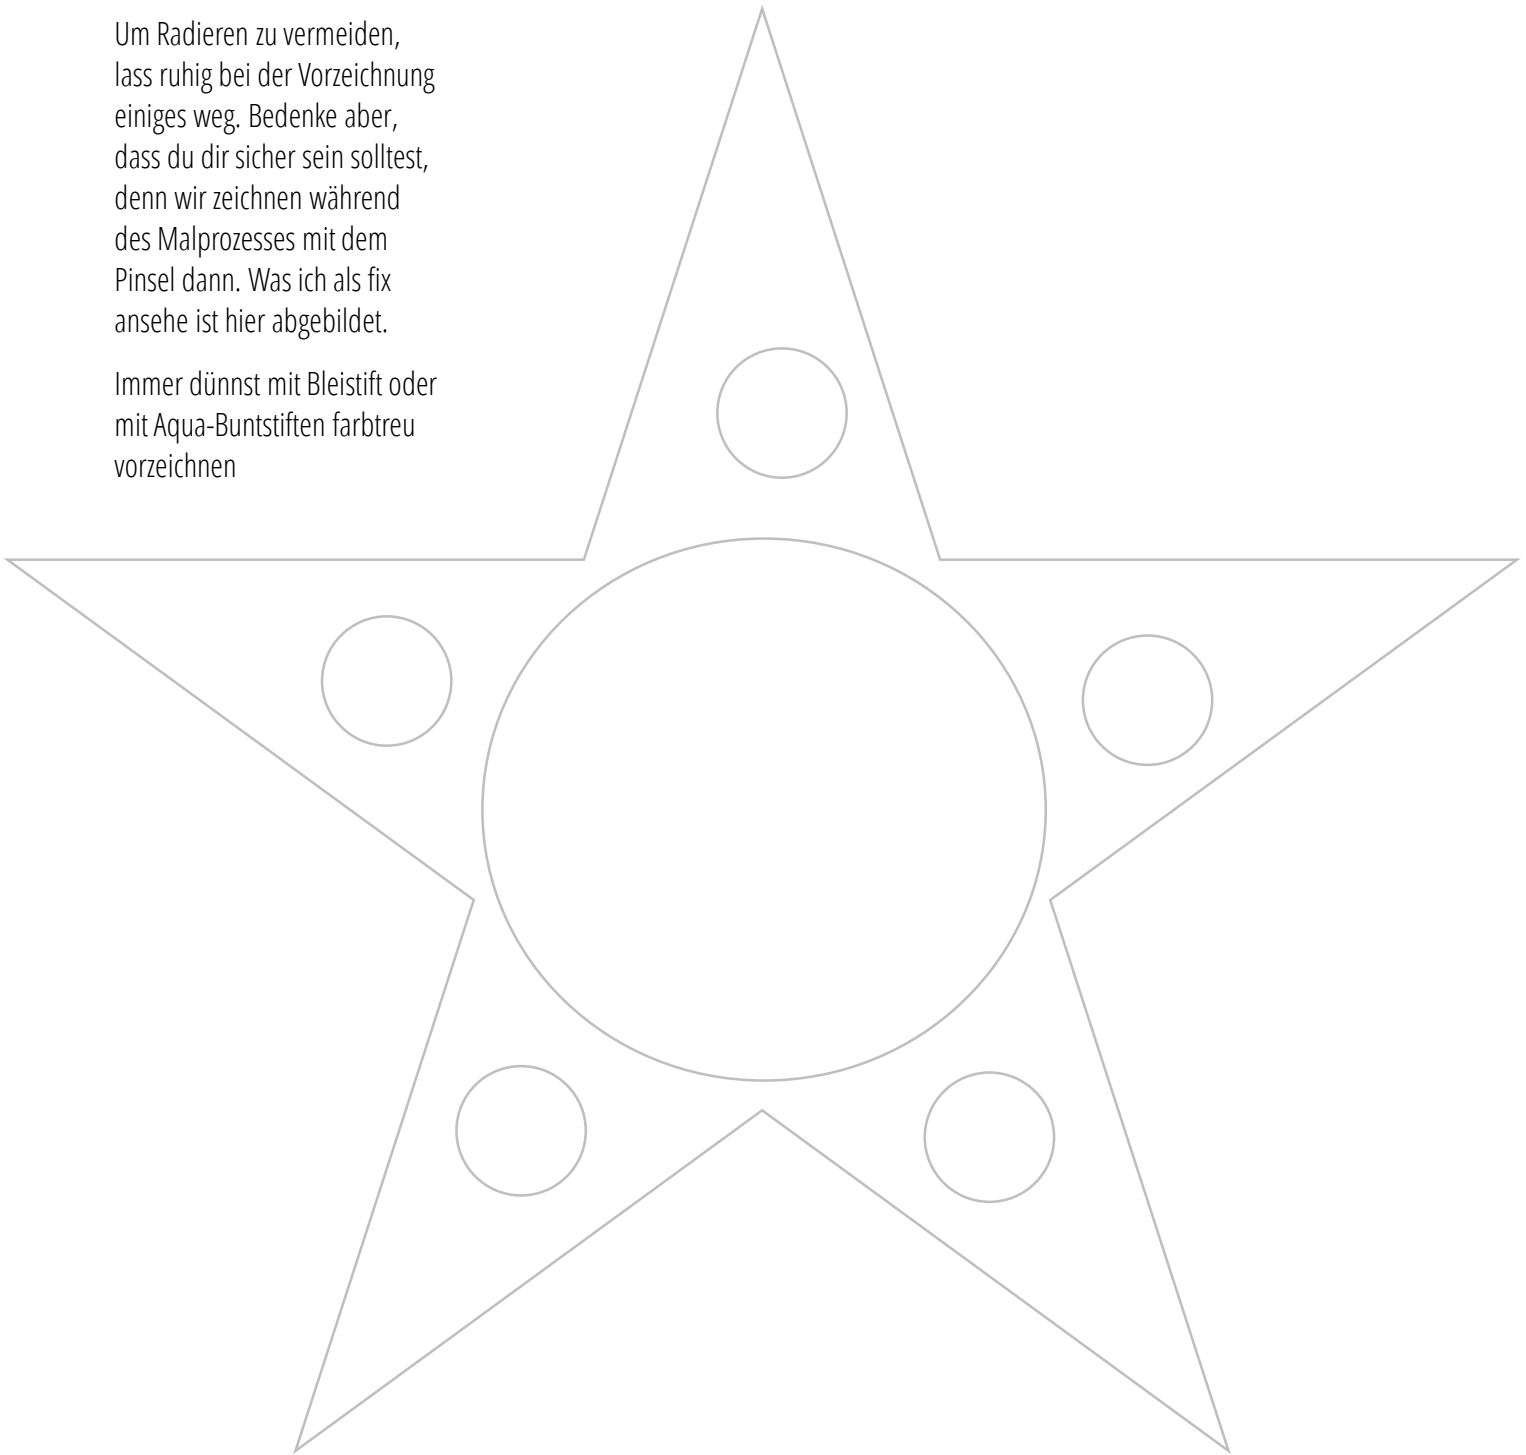 Um Radieren zu vermeiden,
lass ruhig bei der Vorzeichnung
einiges weg. Bedenke aber,
dass du dir sicher sein solltest,
denn wir zeichnen während
des Malprozesses mit dem
Pinsel dann. Was ich als fix
ansehe ist hier abgebildet.
Immer dünnst mit Bleistift oder
mit Aqua-Buntstiften farbtreu
vorzeichnen